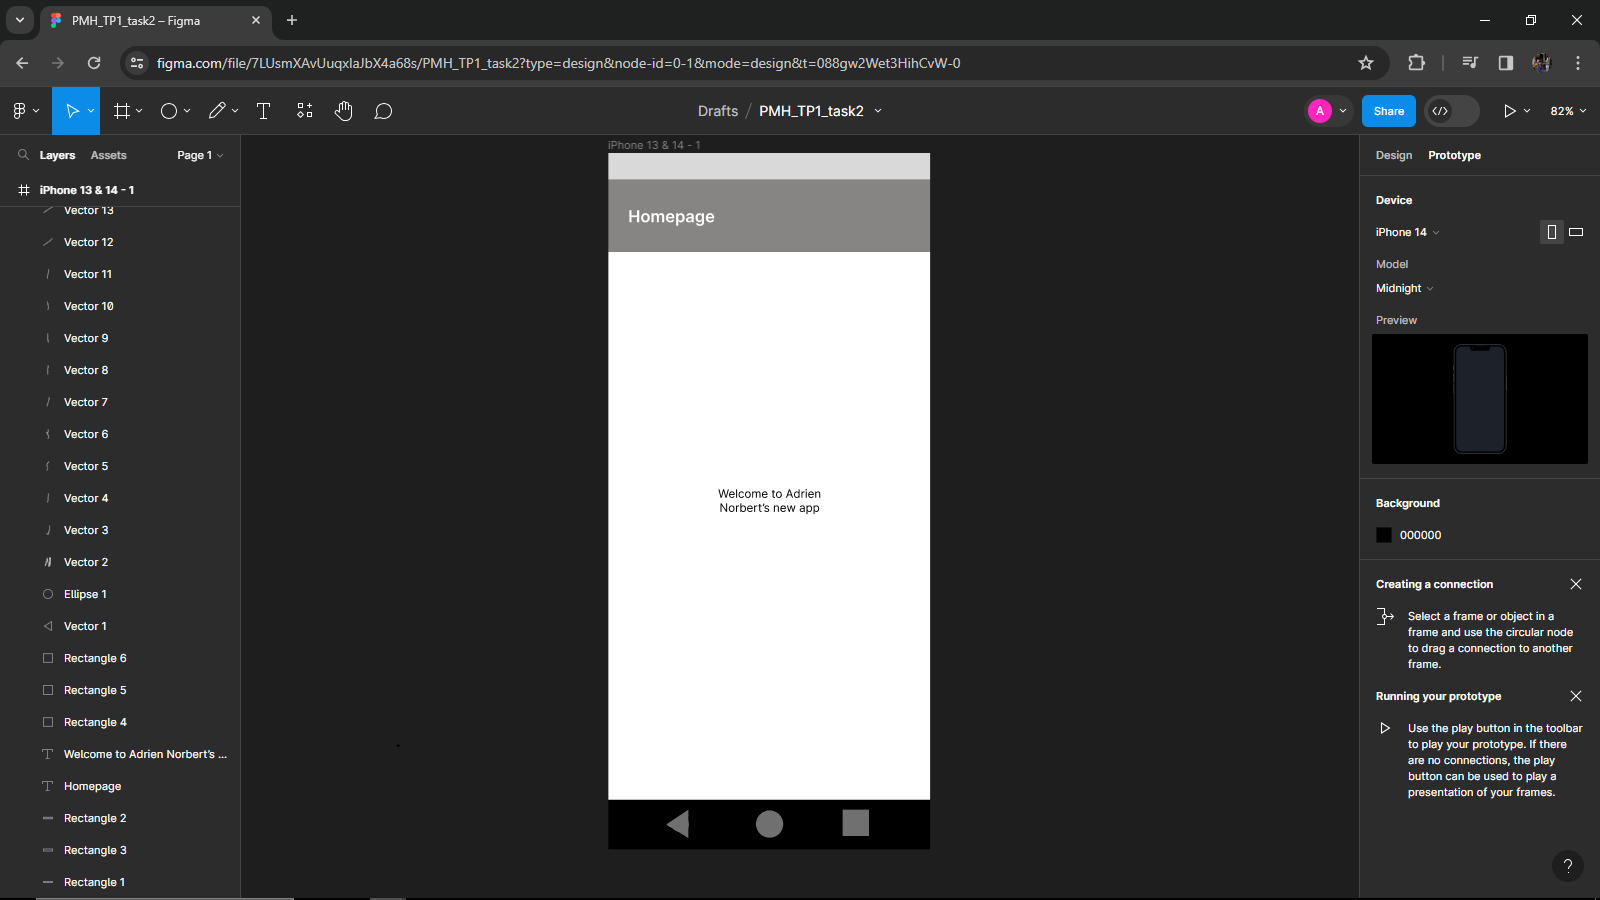 PMH_TP1_task2 – Figma
figma.com/file/7LUsmXAvUuqxlaJbX4a68s/PMH_TP1_task2?type=design&node-id=0-1&mode=design&t=088gw2Wet3HihCvW-0
Drafts / PMH_TP1_task2
A
Share
82%
Layers
Assets
Page 1
iPhone 13 & 14 - 1
Vector 13
Vector 12
Vector 11
Vector 10
Vector 9
Vector 8
Vector 7
Vector 6
Vector 5
Vector 4
Vector 3
Vector 2
Ellipse 1
Vector 1
Rectangle 6
Rectangle 5
Rectangle 4
Welcome to Adrien Norbert's ...
Homepage
Rectangle 2
Rectangle 3
Rectangle 1
iPhone 13 & 14 - 1
Homepage
Welcome to Adrien
Norbert's new app
Design
Prototype
Device
iPhone 14
Model
Midnight
Preview
Background
000000
Creating a connection
Select a frame or object in a
frame and use the circular node
to drag a connection to another
frame.
Running your prototype
Use the play button in the toolbar
to play your prototype. If there
are no connections, the play
button can be used to play a
presentation of your frames.
?